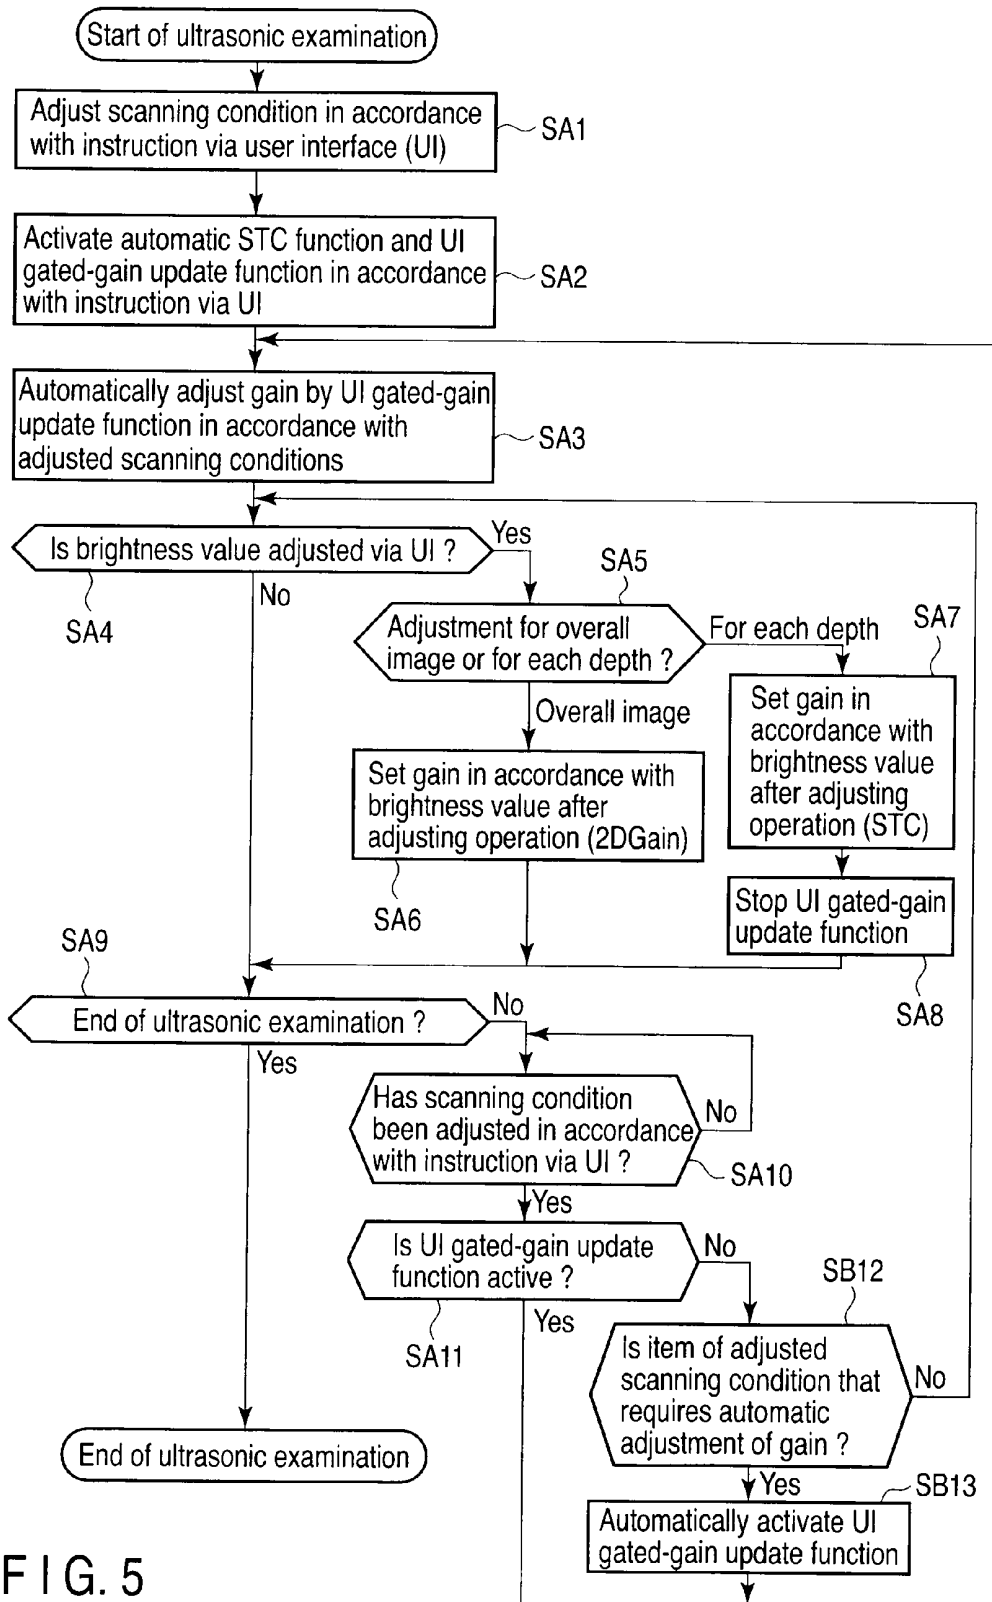 Start of ultrasonic examination
Adjust scanning condition in accordance
with instruction via user interface (UI)
SA1
Activate automatic STC function and UI
gated-gain update function in accordance
with instruction via UI
SA2
Automatically adjust gain by UI gated-gain
update function in accordance with
adjusted scanning conditions
SA3
Is brightness value adjusted via UI ?
Yes
No
SA4
SA5
Adjustment for overall
image or for each depth ?
For each depth
SA7
Overall image
Set gain in
accordance with
brightness value
after adjusting
operation (STC)
Set gain in accordance with
brightness value after
adjusting operation (2DGain)
SA6
Stop UI gated-gain
update function
SA8
SA9
End of ultrasonic examination ?
No
Yes
Has scanning condition
been adjusted in accordance
with instruction via UI ?
No
SA10
Yes
Is UI gated-gain update
function active ?
No
SA11
Yes
SB12
Is item of adjusted
scanning condition that
requires automatic
adjustment of gain ?
No
Yes
End of ultrasonic examination
SB13
Automatically activate UI
gated-gain update function
FIG. 5